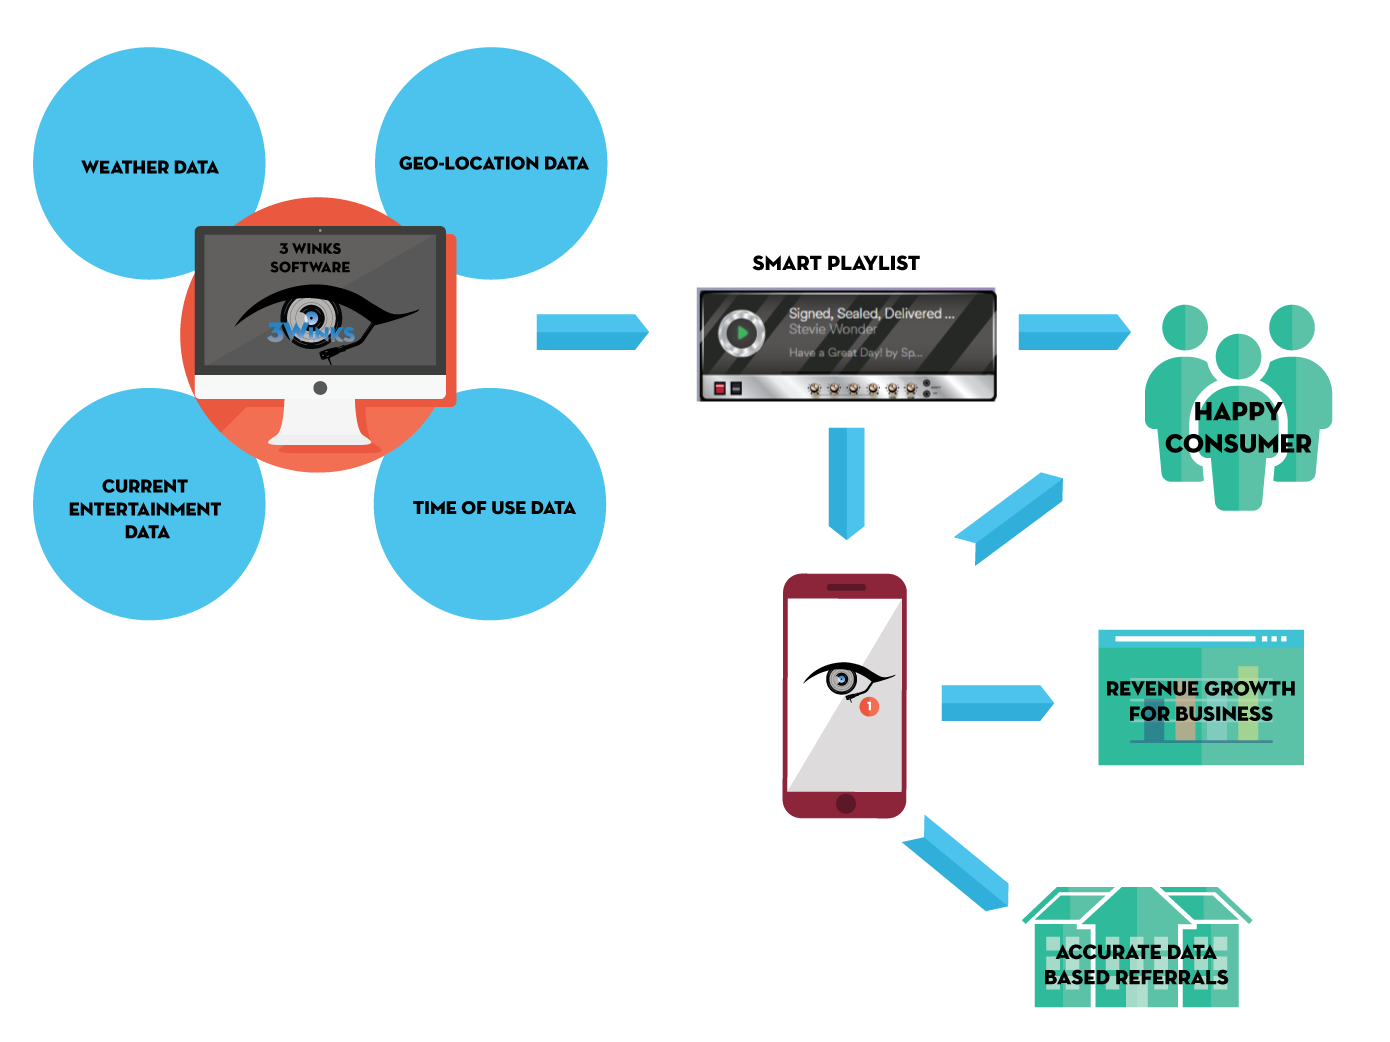 WEATHER DATA
GEO-LOCATION DATA
3 WINKS
SOFTWARE
3WINKS
CURRENT
ENTERTAINMENT
DATA
TIME OF USE DATA
SMART PLAYLIST
Signed, Sealed, Delivered ...
Stevie Wonder
Have a Great Day! by Sp...
HAPPY
CONSUMER
1
REVENUE GROWTH
FOR BUSINESS
ACCURATE DATA
BASED REFERRALS